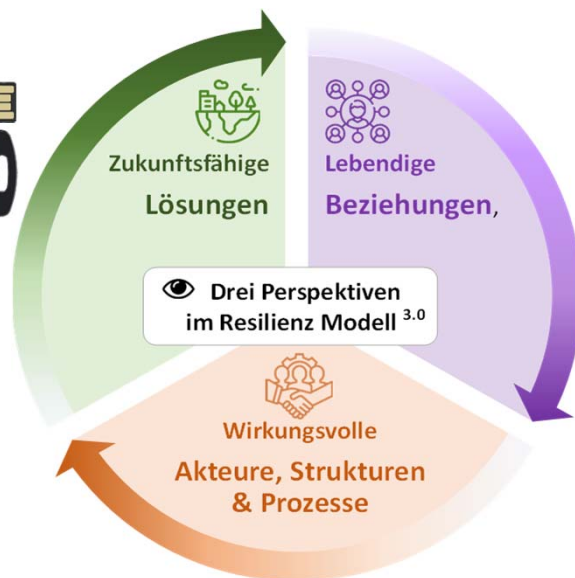 Zukunftsfähige
Lösungen
Lebendige
Beziehungen,
Drei Perspektiven
im Resilienz Modell 3.0
Wirkungsvolle
Akteure, Strukturen
& Prozesse